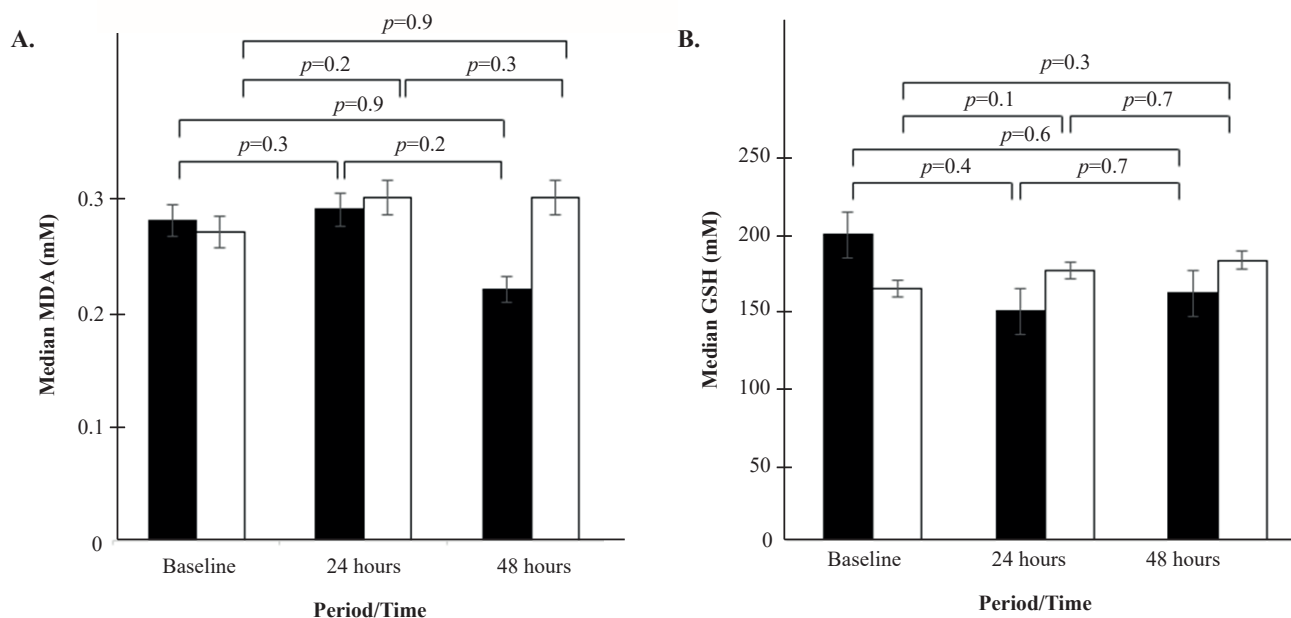 A.
p=0.9
p=0.2
p=0.3
p=0.9
p=0.3
p=0.2
Median MDA (mM)
0.3
0.2
0.1
0
Baseline
24 hours
48 hours
Period/Time
B.
p=0.3
p=0.1
p=0.7
p=0.6
p=0.4
p=0.7
Median GSH (mM)
250
200
150
100
50
0
Baseline
24 hours
48 hours
Period/Time